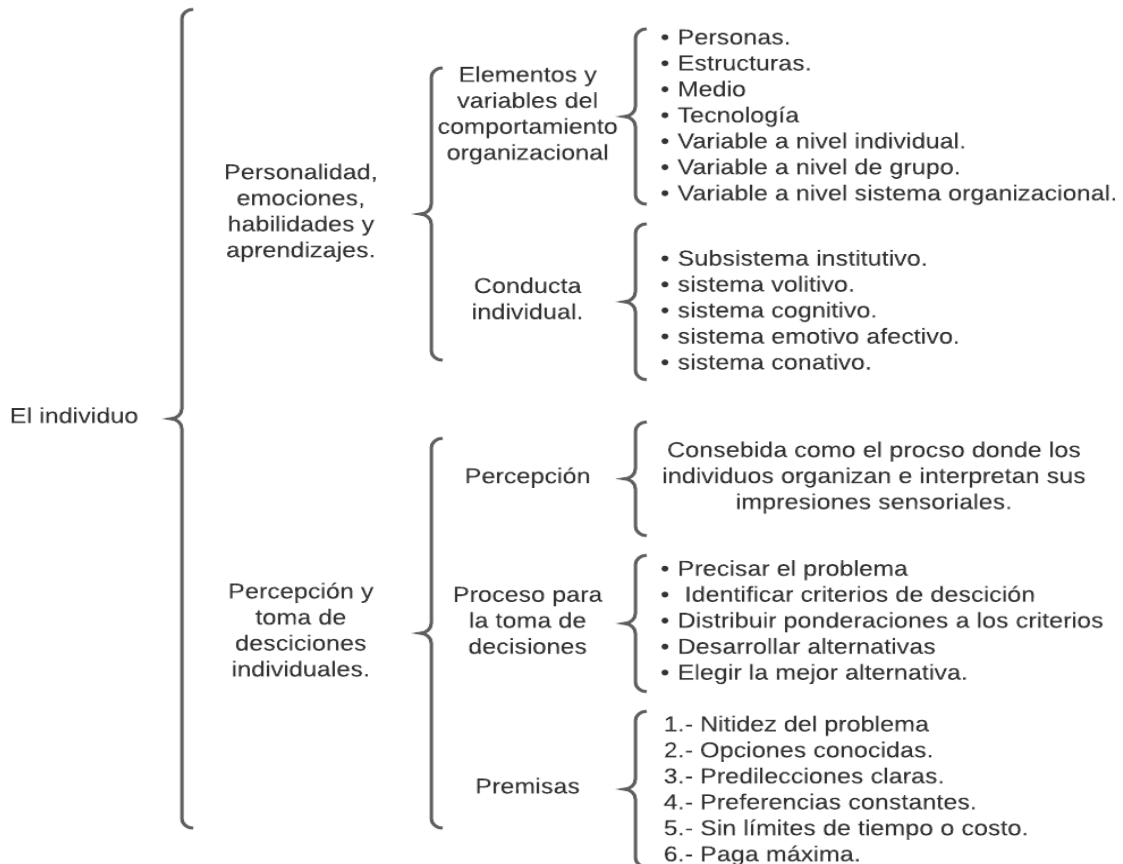 El individuo
Personalidad,
emociones,
habilidades y
aprendizajes.
Elementos y
variables del
comportamiento
organizacional
• Personas.
• Estructuras.
• Medio
• Tecnología
• Variable a nivel individual.
• Variable a nivel de grupo.
• Variable a nivel sistema organizacional.
Conducta
individual.
• Subsistema institutivo.
• sistema volitivo.
• sistema cognitivo.
• sistema emotivo afectivo.
• sistema conativo.
Percepción y
toma de
desciciones
individuales.
Percepción
Consebida como el procso donde los
individuos organizan e interpretan sus
impresiones sensoriales.
Proceso para
la toma de
decisiones
• Precisar el problema
• Identificar criterios de descición
• Distribuir ponderaciones a los criterios
• Desarrollar alternativas
• Elegir la mejor alternativa.
Premisas
1.- Nitidez del problema
2.- Opciones conocidas.
3.- Predilecciones claras.
4.- Preferencias constantes.
5.- Sin límites de tiempo o costo.
6.- Paga máxima.